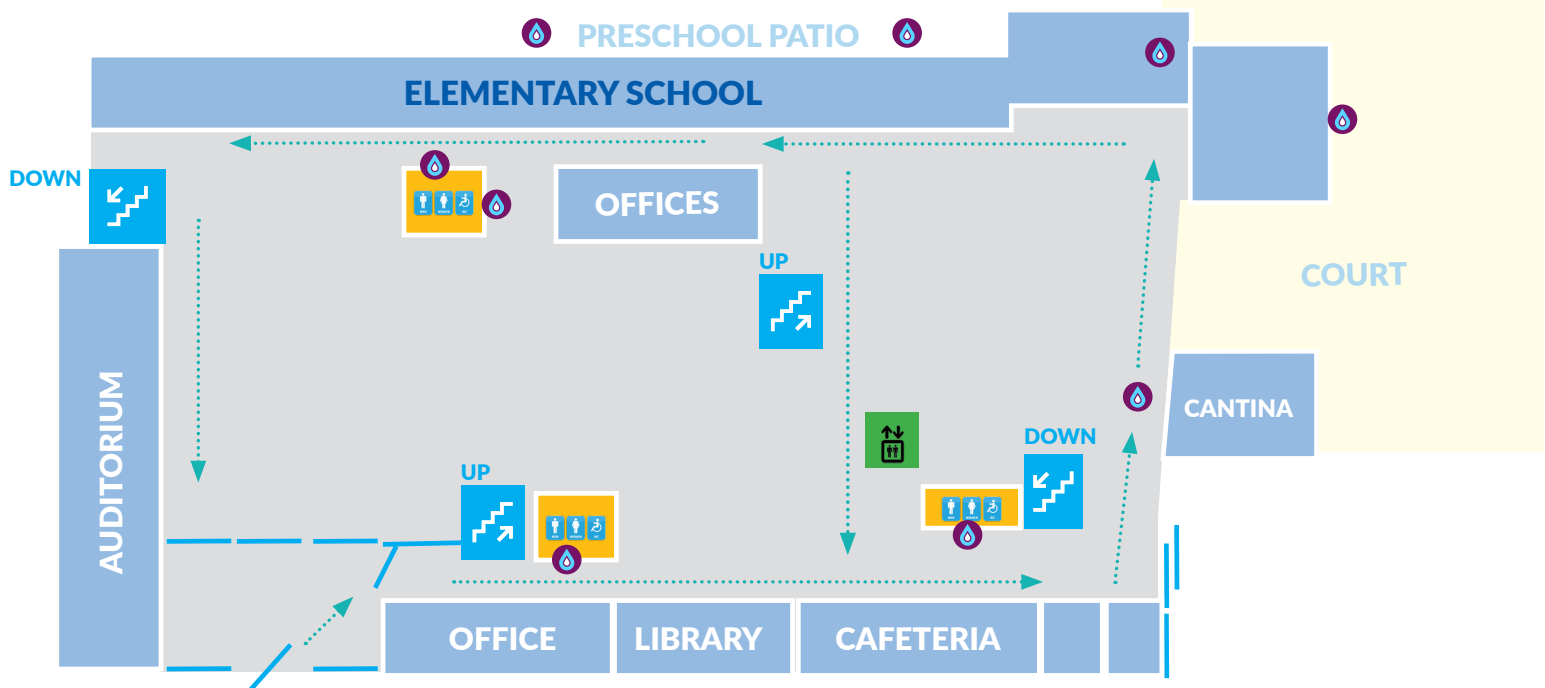 PRESCHOOL PATIO
ELEMENTARY SCHOOL
DOWN
OFFICES
UP
COURT
AUDITORIUM
CANTINA
DOWN
UP
OFFICE
LIBRARY
CAFETERIA